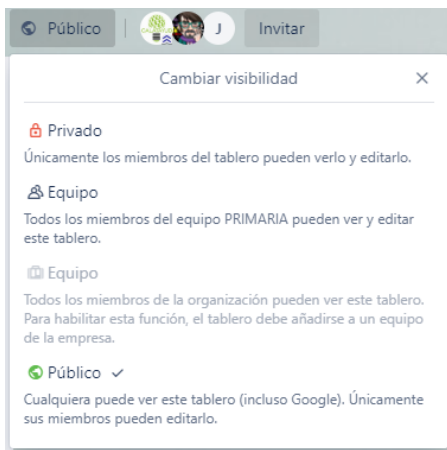 Público J Invitar
Cambiar visibilidad
Privado
Únicamente los miembros del tablero pueden verlo y editarlo.
Equipo
Todos los miembros del equipo PRIMARIA pueden ver y editar
este tablero.
Equipo
Todos los miembros de la organización pueden ver este tablero.
Para habilitar esta función, el tablero debe añadirse a un equipo
de la empresa.
Público
Cualquiera puede ver este tablero (incluso Google). Únicamente
sus miembros pueden editarlo.